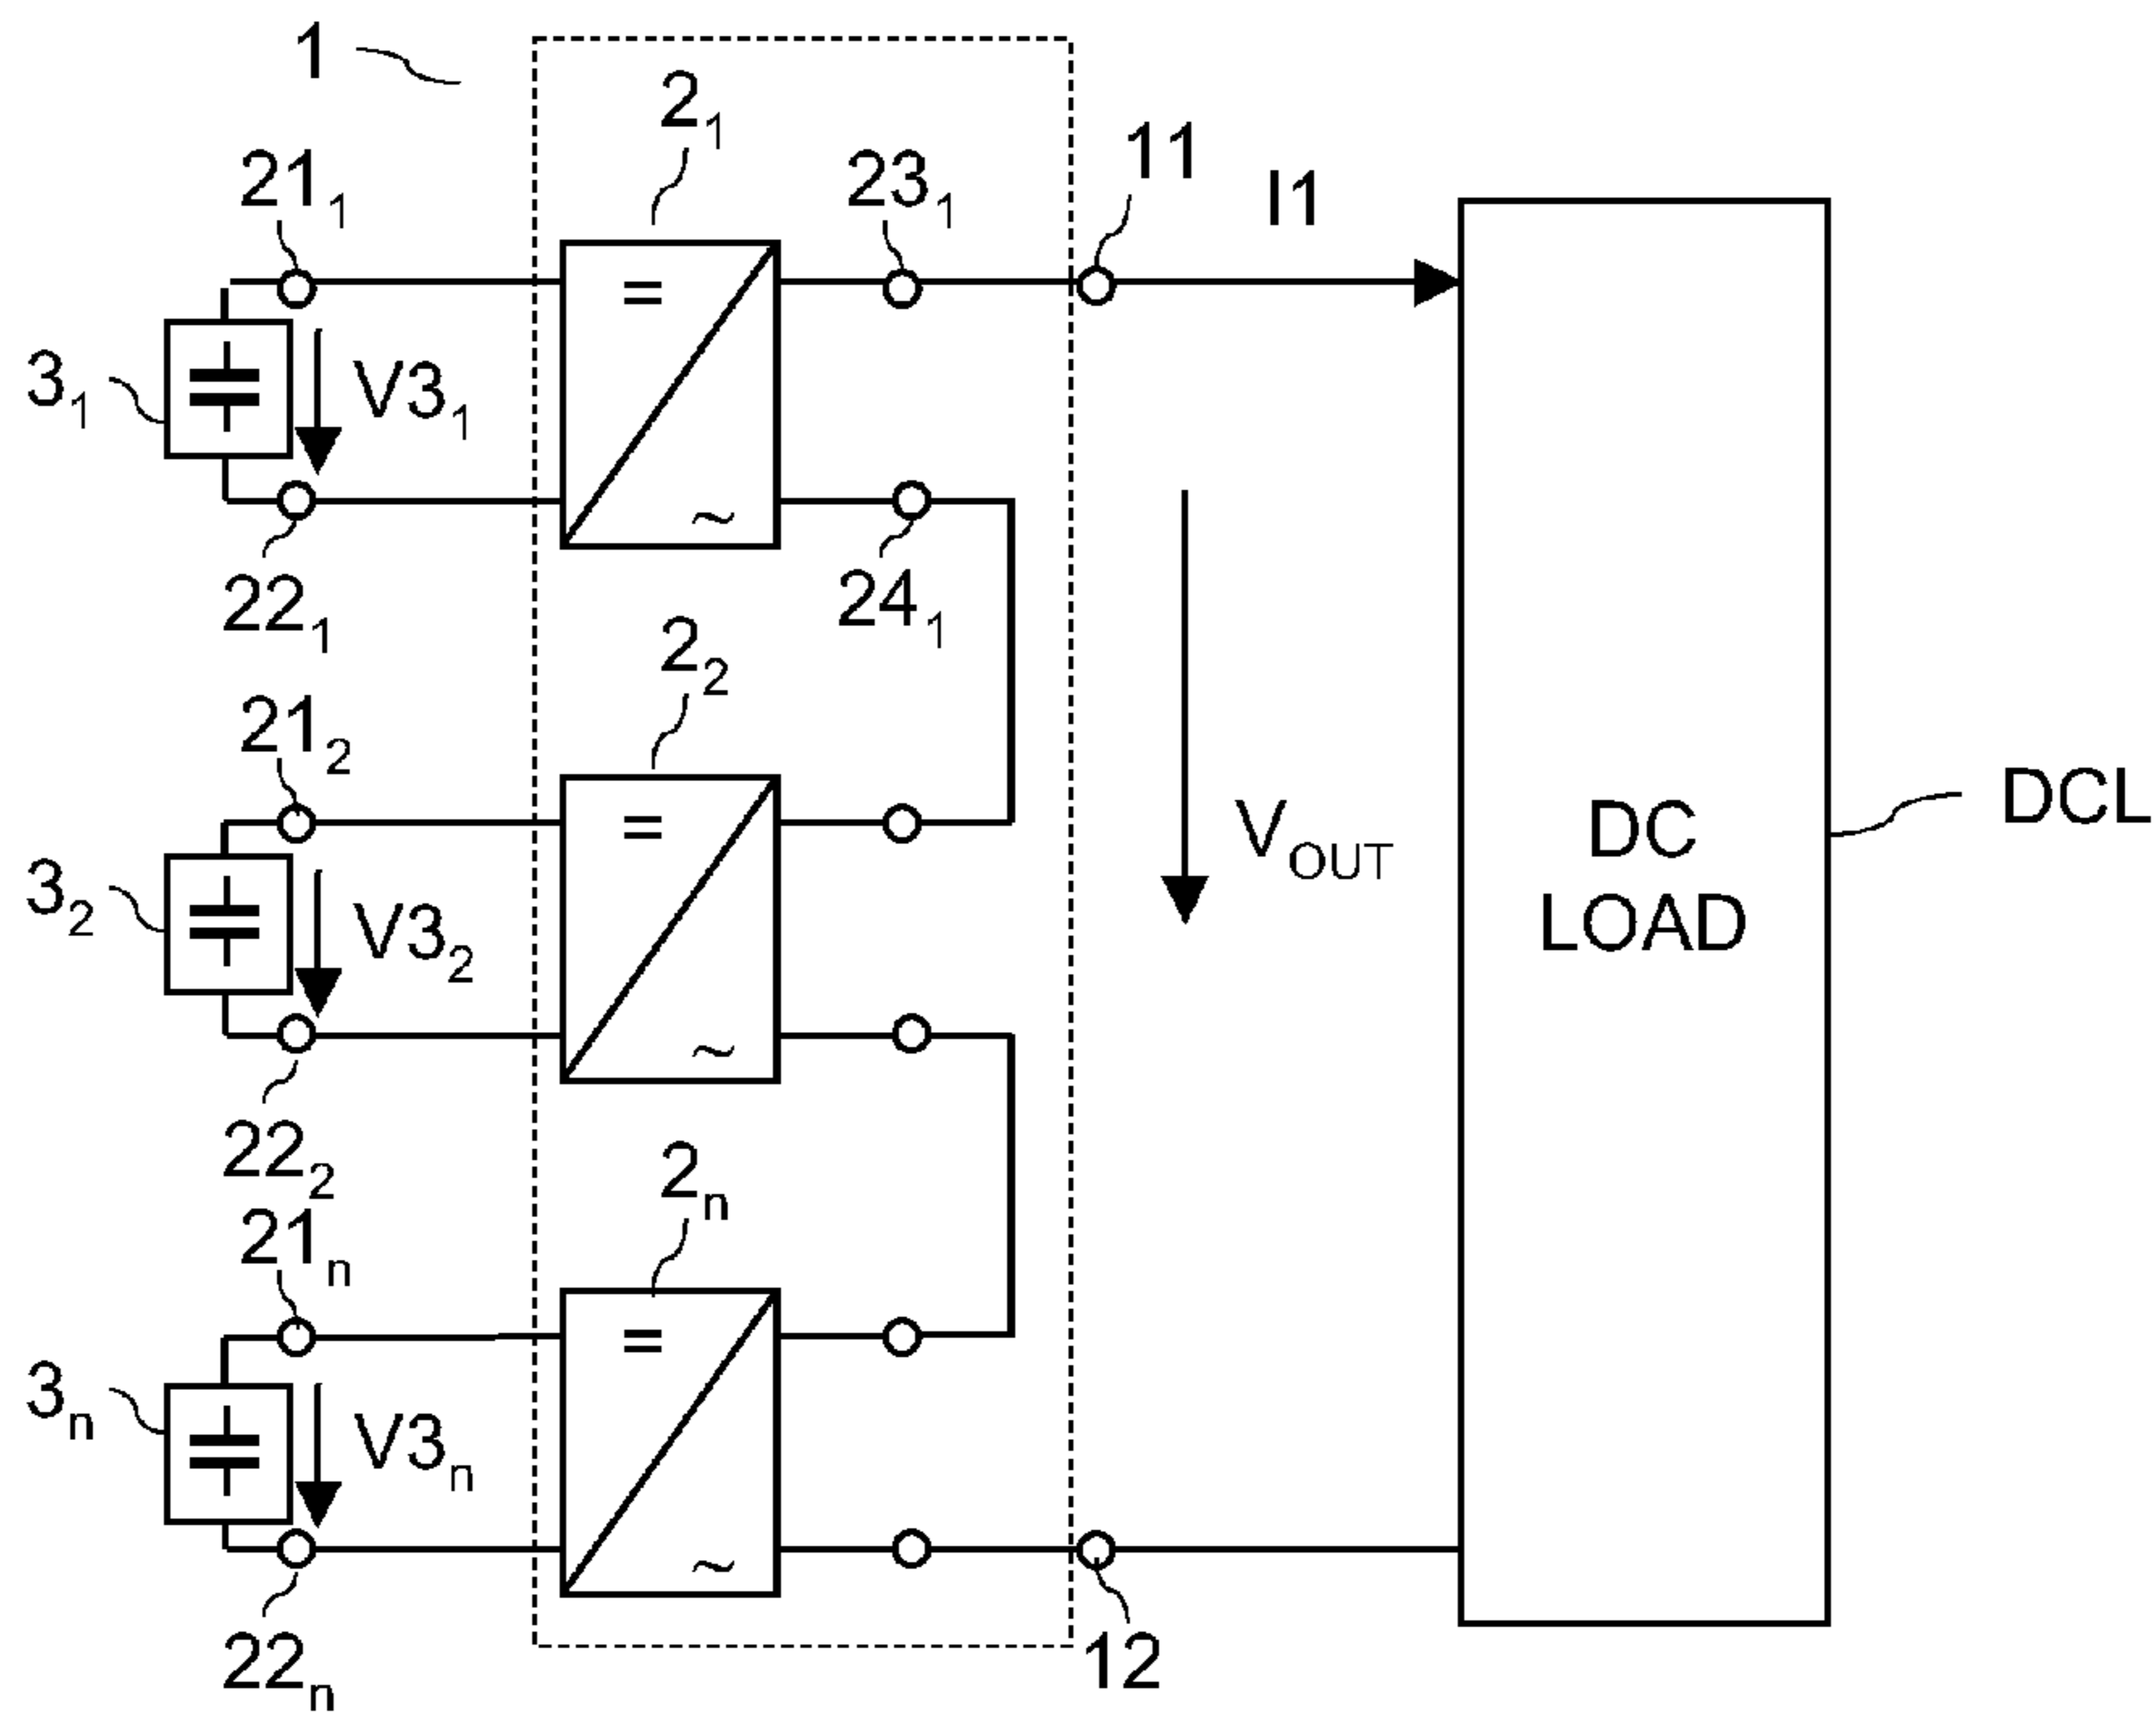 1
2₁
21₁
23₁
11
I1
=
3₁
V3₁
~
22₁
24₁
2₂
21₂
=
V_OUT
DC
LOAD
DCL
3₂
V3₂
~
22₂
2ₙ
21ₙ
=
3ₙ
V3ₙ
~
22ₙ
12